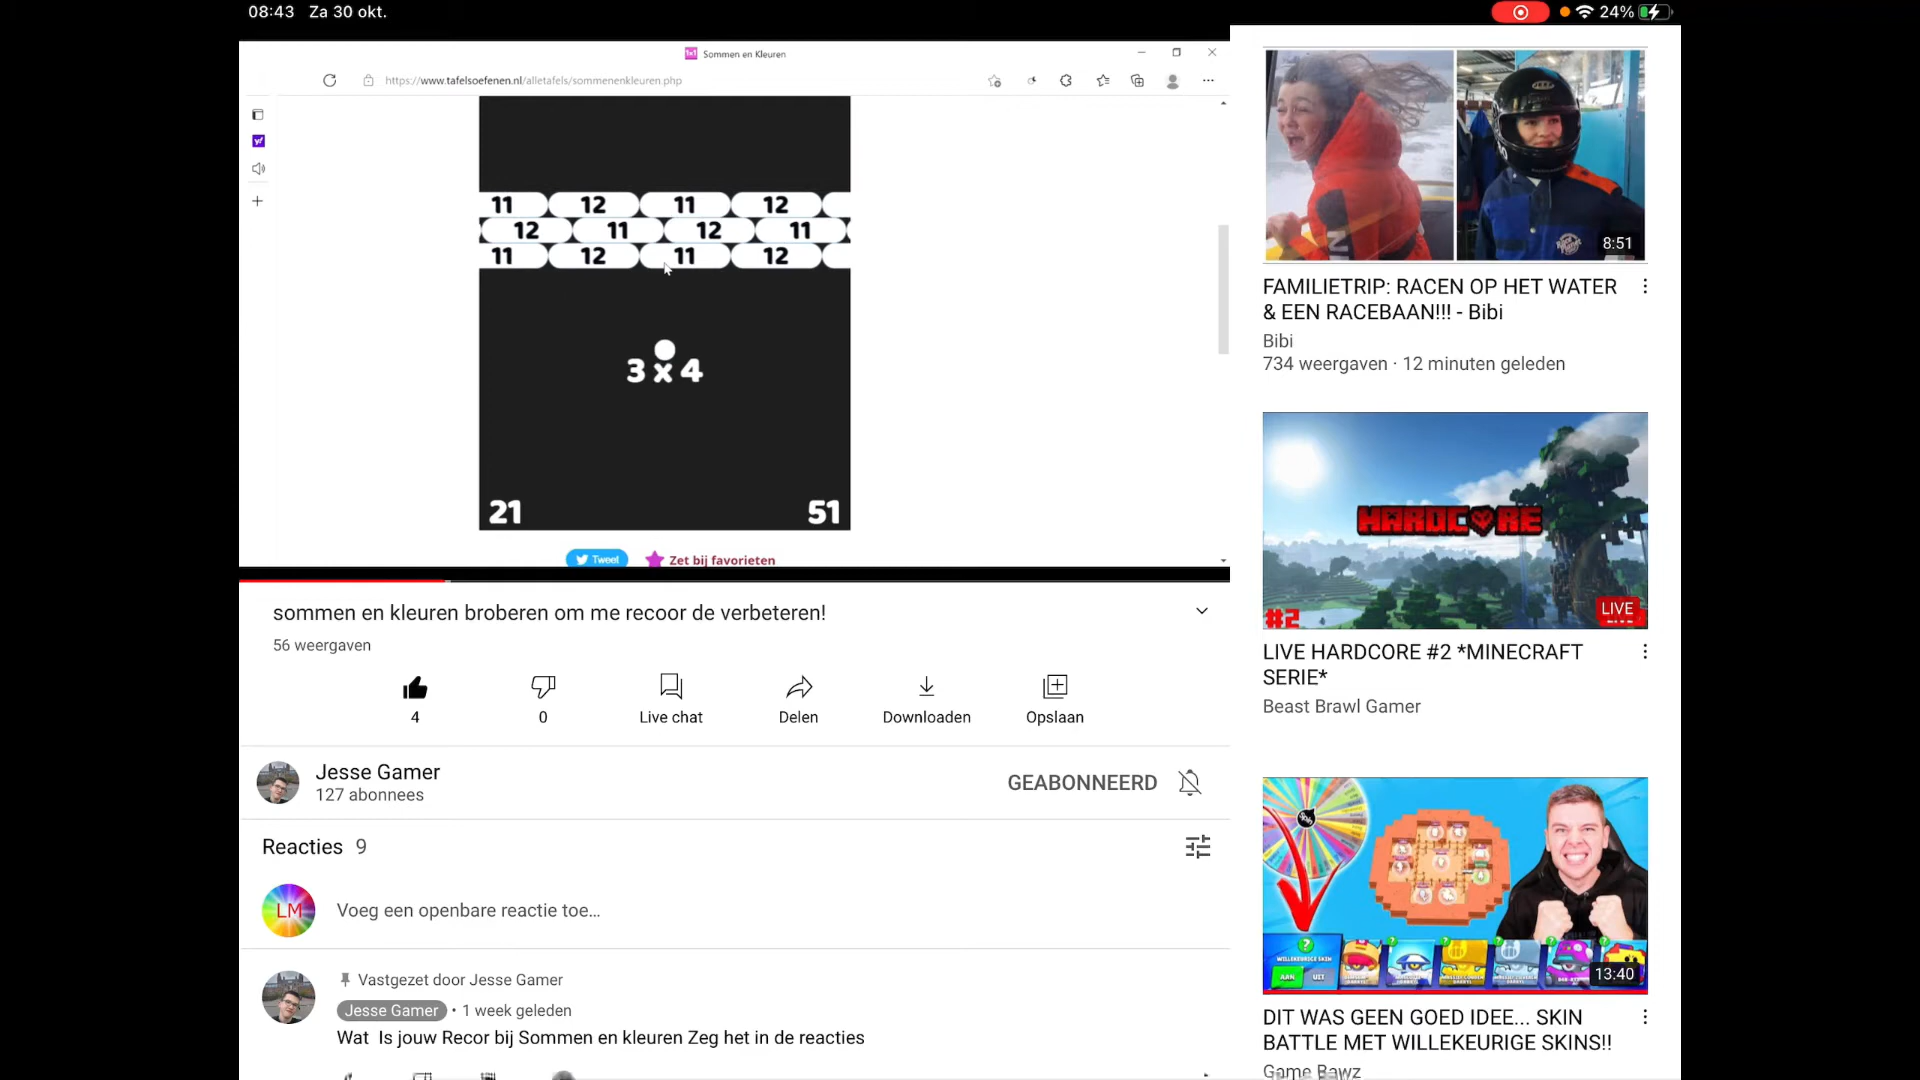 08:43 Za 30 okt.
24%
Sommen en Kleuren
https://www.tafelsoefenen.nl/alletafels/sommenenkleuren.php
11 12 11 12
12 11 12 11
11 12 11 12
3 x 4
21 51
Tweet Zet bij favorieten
sommen en kleuren broberen om me recoor de verbeteren!
56 weergaven
4 0 Live chat Delen Downloaden Opslaan
Jesse Gamer
127 abonnees
GEABONNEERD
Reacties 9
LM Voeg een openbare reactie toe...
Vastgezet door Jesse Gamer
Jesse Gamer • 1 week geleden
Wat Is jouw Recor bij Sommen en kleuren Zeg het in de reacties
8:51
FAMILIETRIP: RACEN OP HET WATER
& EEN RACEBAAN!!! - Bibi
Bibi
734 weergaven · 12 minuten geleden
HARDCORE
#2
LIVE
LIVE HARDCORE #2 *MINECRAFT
SERIE*
Beast Brawl Gamer
WILLEKEURIGE SKIN
AAN UIT
13:40
DIT WAS GEEN GOED IDEE... SKIN
BATTLE MET WILLEKEURIGE SKINS!!
Game Bawz